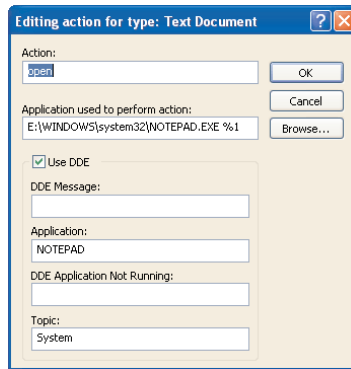 Editing action for type: Text Document
Action:
open
OK
Application used to perform action:
Cancel
E:\WINDOWS\system32\NOTEPAD.EXE %1
Browse...
Use DDE
DDE Message:
Application:
NOTEPAD
DDE Application Not Running:
Topic:
System